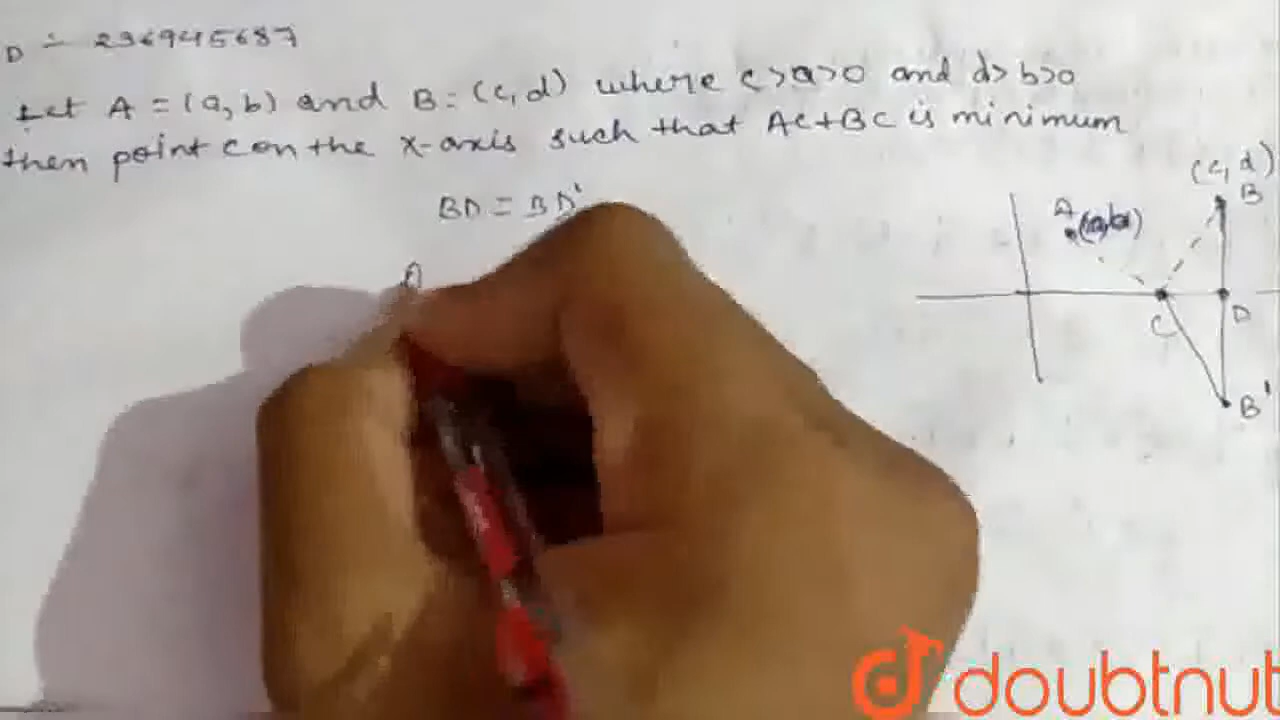 D ÷ 236945687
Let A = (a, b) and B = (c, d) where c > a > 0 and d > b > 0
then point C on the x-axis such that AC + BC is minimum
(c, d)
B
A
(a, b)
BD = BD'
A
C
D
B'
doubtnut